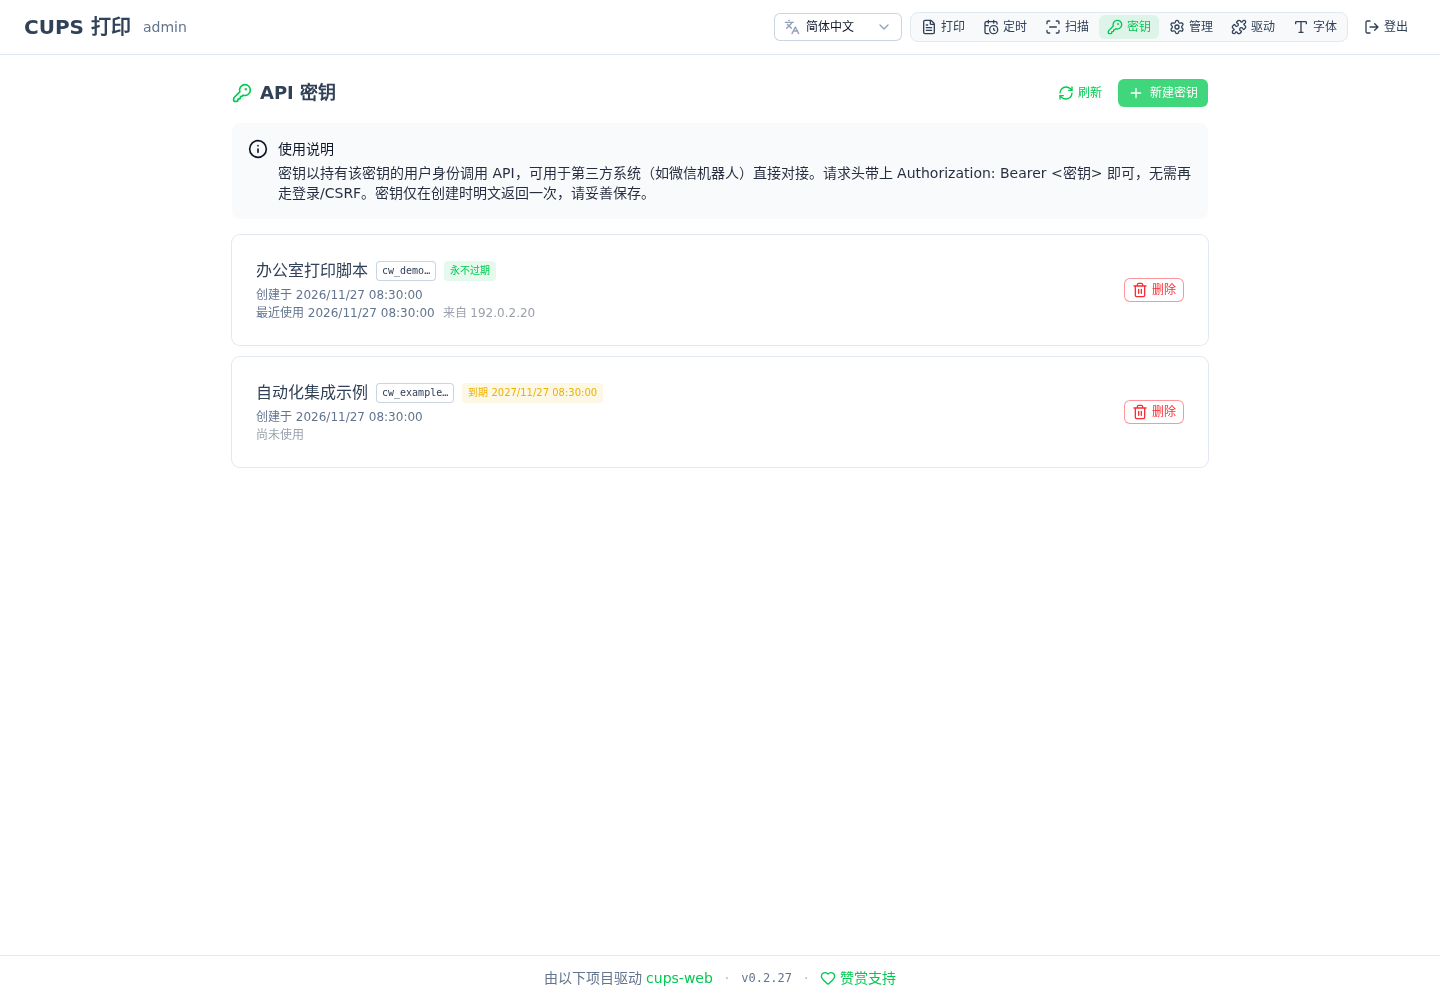 CUPS 打印 admin 简体中文 打印 定时 扫描 密钥 管理 驱动 字体 登出
API 密钥 刷新 新建密钥
使用说明
密钥以持有该密钥的用户身份调用 API，可用于第三方系统（如微信机器人）直接对接。请求头带上 Authorization: Bearer <密钥> 即可，无需再
走登录/CSRF。密钥仅在创建时明文返回一次，请妥善保存。
办公室打印脚本 cw_demo… 永不过期
创建于 2026/11/27 08:30:00
最近使用 2026/11/27 08:30:00 来自 192.0.2.20
删除
自动化集成示例 cw_example… 到期 2027/11/27 08:30:00
创建于 2026/11/27 08:30:00
尚未使用
删除
由以下项目驱动 cups-web · v0.2.27 · 赞赏支持